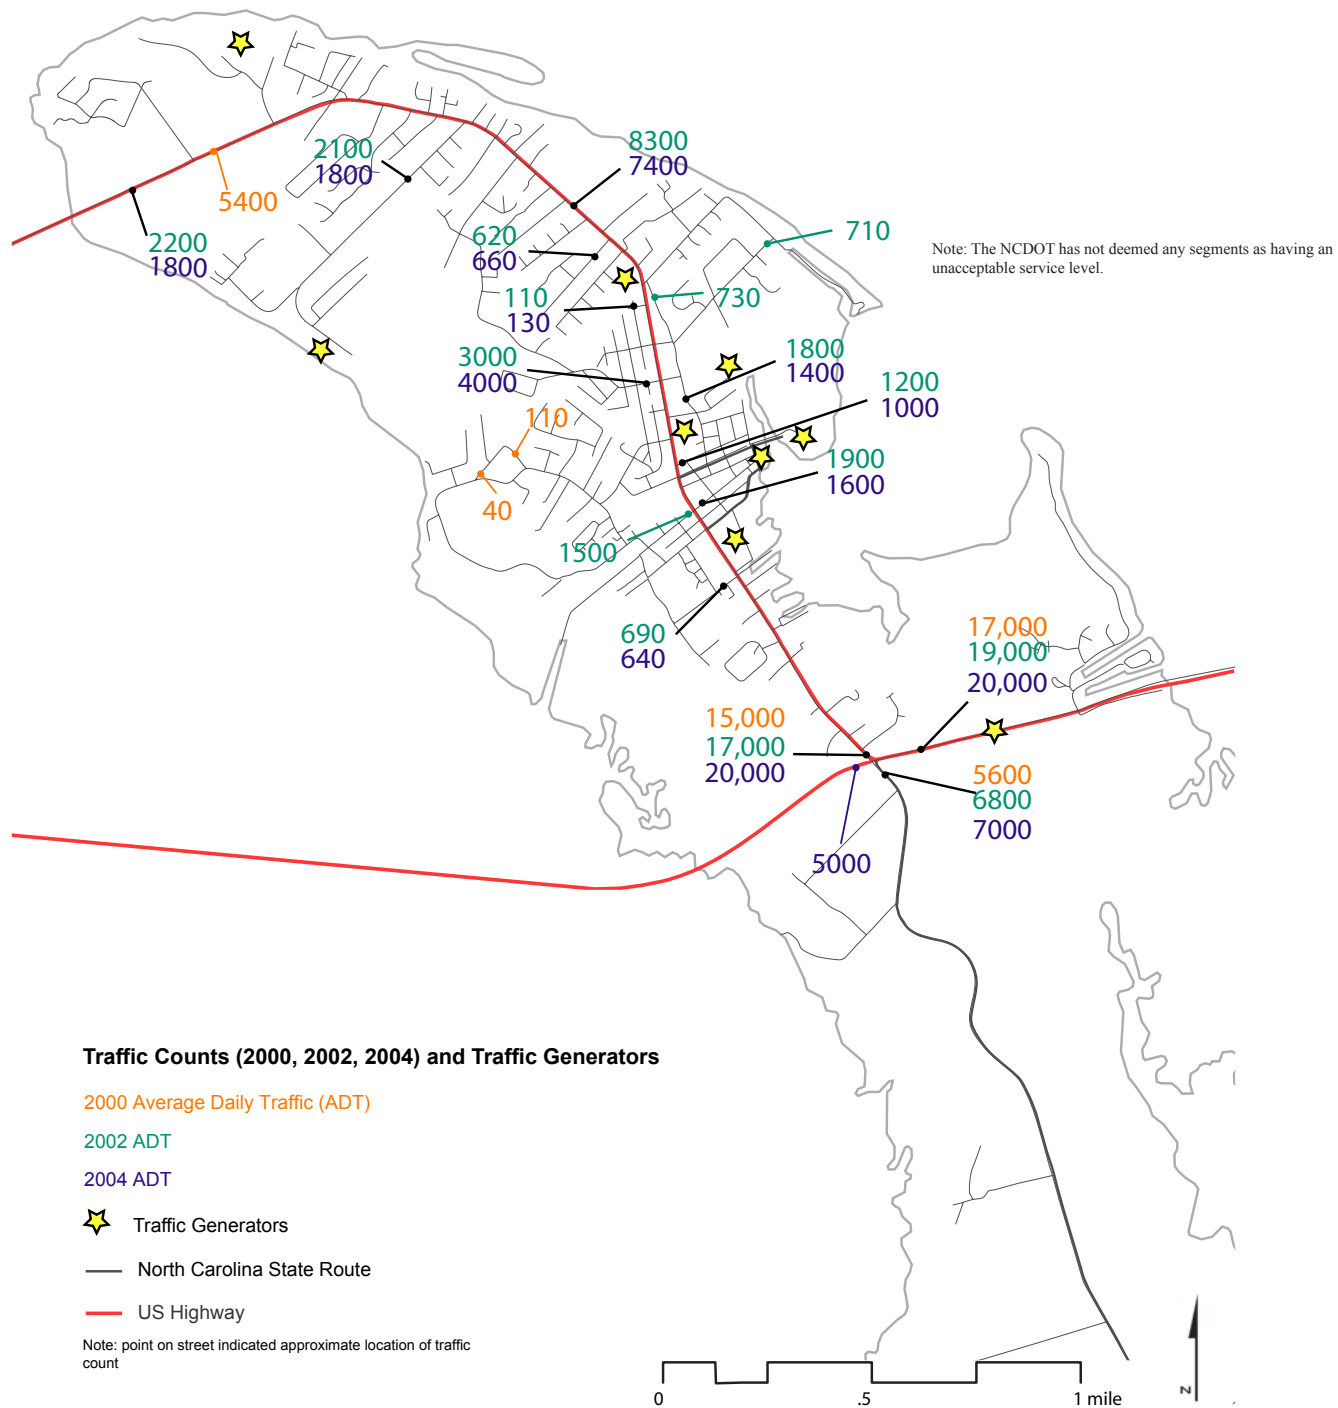 8300
7400
2100
1800
5400
710
620
660
2200
1800
Note: The NCDOT has not deemed any segments as having an
unacceptable service level.
110
130
730
3000
4000
1800
1400
1200
1000
110
1900
1600
40
1500
690
640
17,000
19,000
20,000
15,000
17,000
20,000
5600
6800
7000
5000
Traffic Counts (2000, 2002, 2004) and Traffic Generators
2000 Average Daily Traffic (ADT)
2002 ADT
2004 ADT
Traffic Generators
North Carolina State Route
US Highway
Note: point on street indicated approximate location of traffic
count
0 .5 1 mile
N